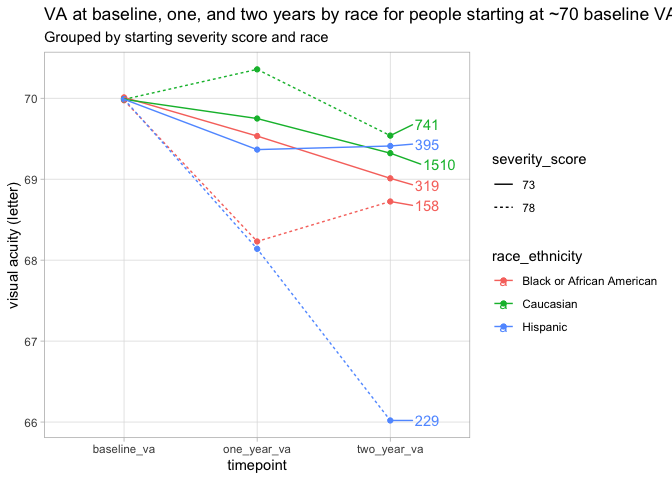 VA at baseline, one, and two years by race for people starting at ~70 baseline VA
Grouped by starting severity score and race
visual acuity (letter)
70
69
68
67
66
741
395
1510
319
158
229
baseline_va
one_year_va
two_year_va
timepoint
severity_score
73
78
race_ethnicity
a Black or African American
a Caucasian
a Hispanic